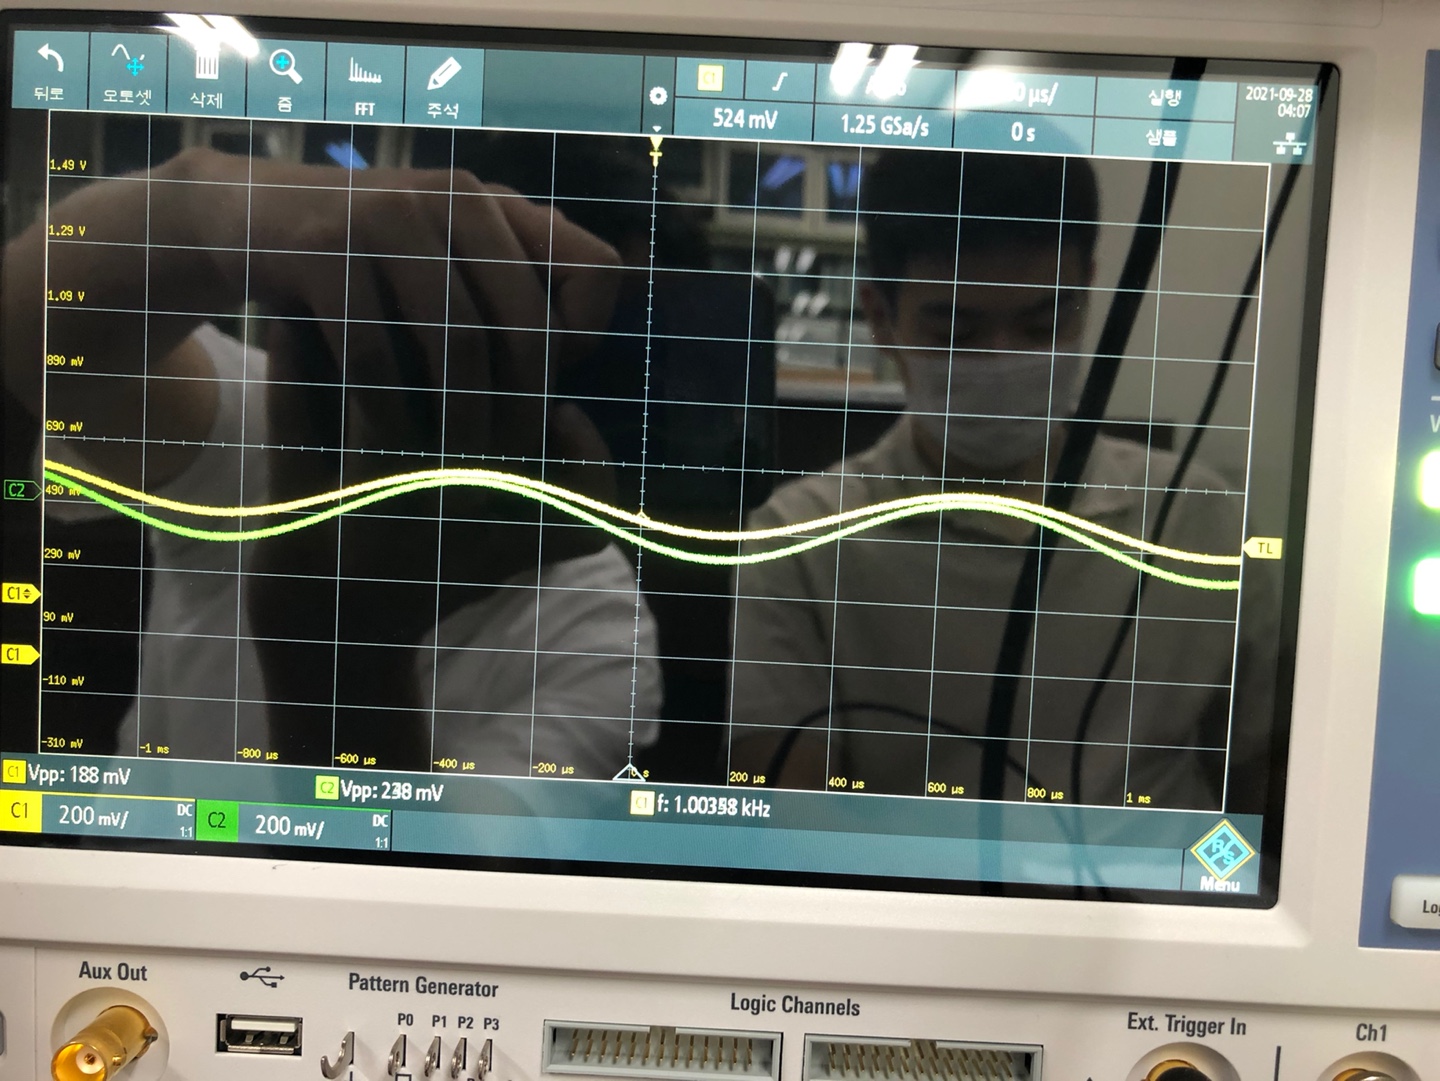 뒤로
오토셋
삭제
줌
FFT
주석
C1
524 mV
1.25 GSa/s
µs/
0 s
실행
샘플
2021-09-28
04:07
T
1.49 V
1.29 V
1.09 V
890 mV
690 mV
C2
490 mV
290 mV
C1
90 mV
C1
-110 mV
-310 mV
TL
-1 ms
-800 µs
-600 µs
-400 µs
-200 µs
0 s
200 µs
400 µs
600 µs
800 µs
1 ms
C1 Vpp: 188 mV
C2 Vpp: 238 mV
C1 f: 1.00398 kHz
C1 200 mV/ DC 1:1
C2 200 mV/ DC 1:1
R&S
Menu
Aux Out
Pattern Generator
P0 P1 P2 P3
Logic Channels
Ext. Trigger In
Ch1